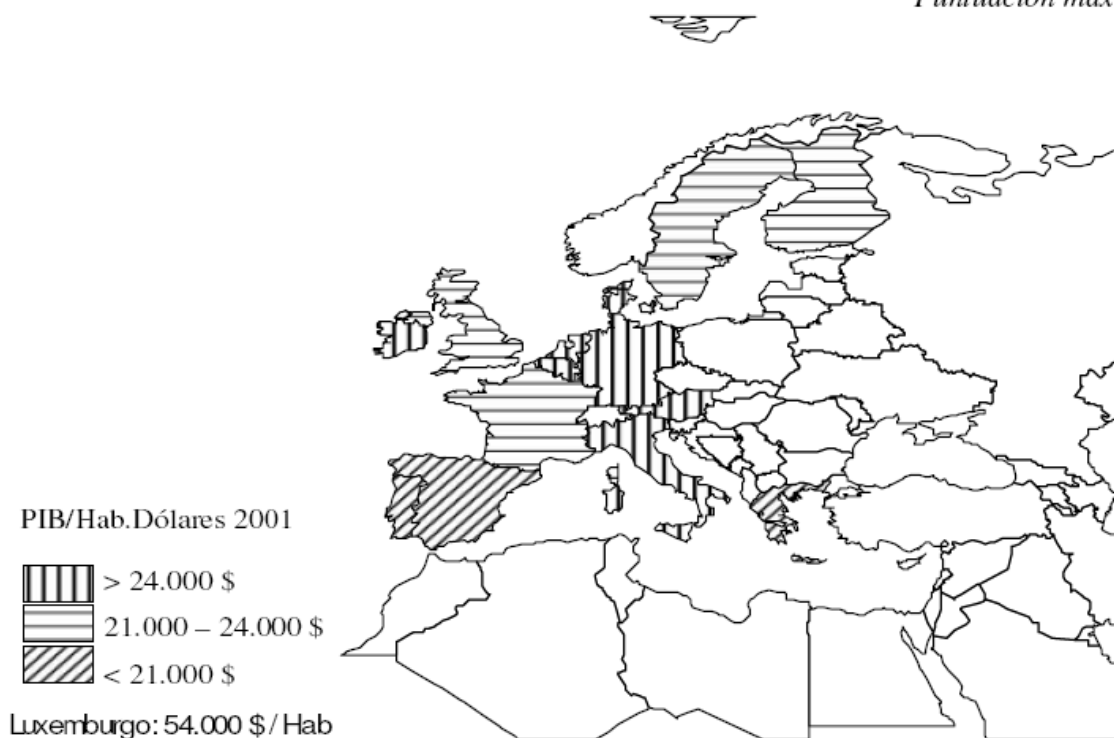 PIB/Hab.Dólares 2001
> 24.000 $
21.000 – 24.000 $
< 21.000 $
Luxemburgo: 54.000 $ / Hab